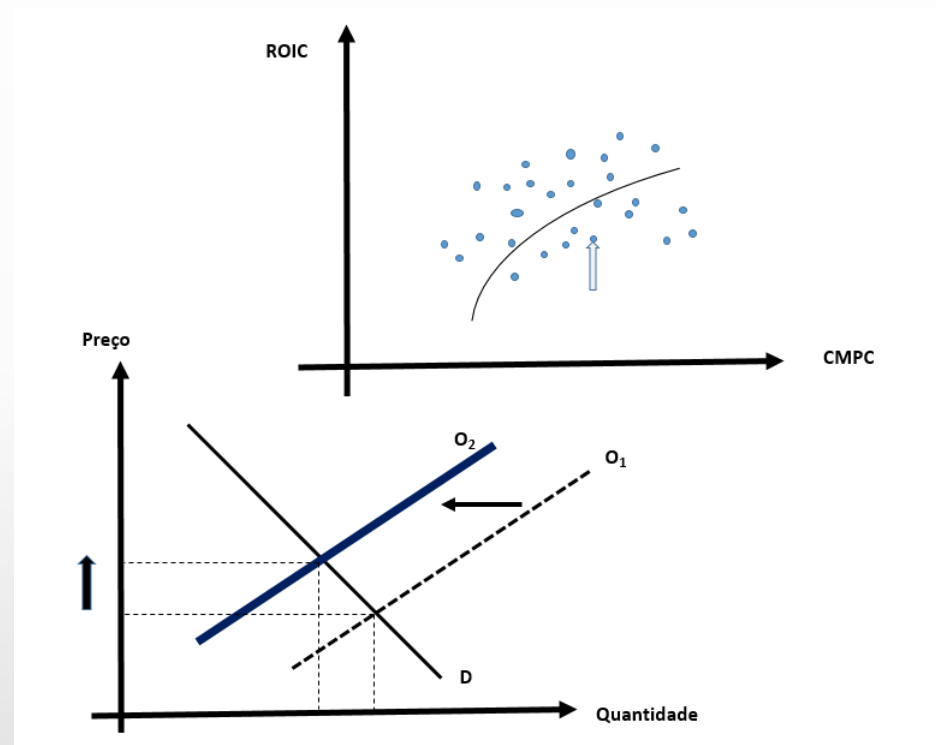 ROIC
CMPC
Preço
O₂
O₁
D
Quantidade